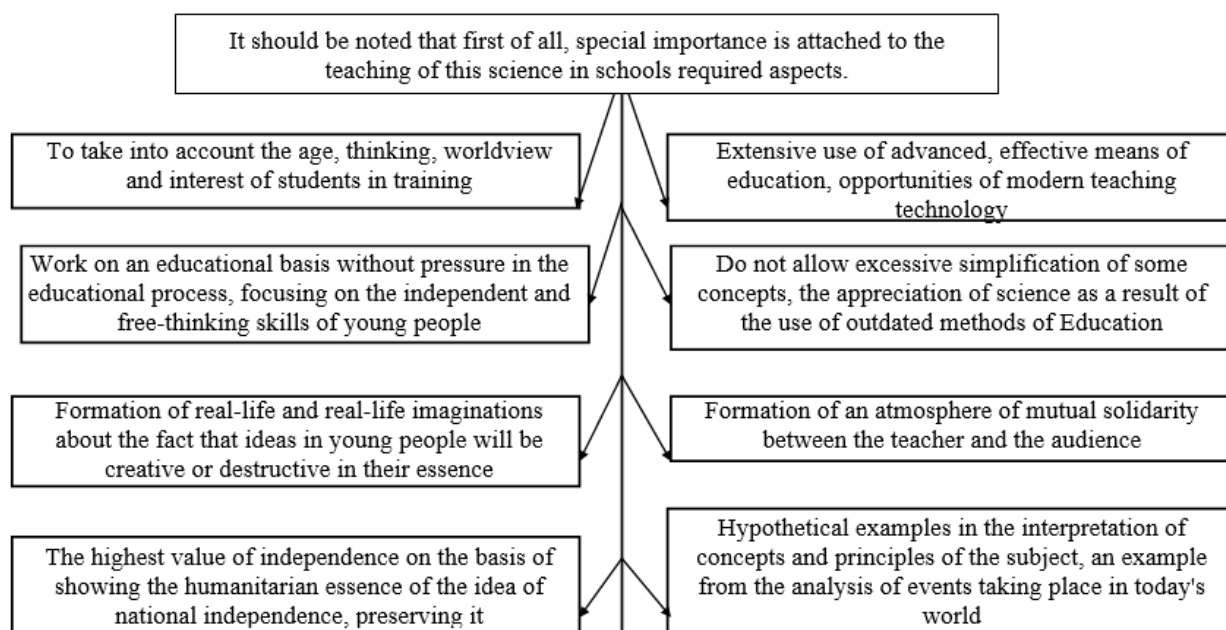 It should be noted that first of all, special importance is attached to the
teaching of this science in schools required aspects.
To take into account the age, thinking, worldview
and interest of students in training
Extensive use of advanced, effective means of
education, opportunities of modern teaching
technology
Work on an educational basis without pressure in the
educational process, focusing on the independent and
free-thinking skills of young people
Do not allow excessive simplification of some
concepts, the appreciation of science as a result of
the use of outdated methods of Education
Formation of real-life and real-life imaginations
about the fact that ideas in young people will be
creative or destructive in their essence
Formation of an atmosphere of mutual solidarity
between the teacher and the audience
The highest value of independence on the basis of
showing the humanitarian essence of the idea of
national independence, preserving it
Hypothetical examples in the interpretation of
concepts and principles of the subject, an example
from the analysis of events taking place in today's
world